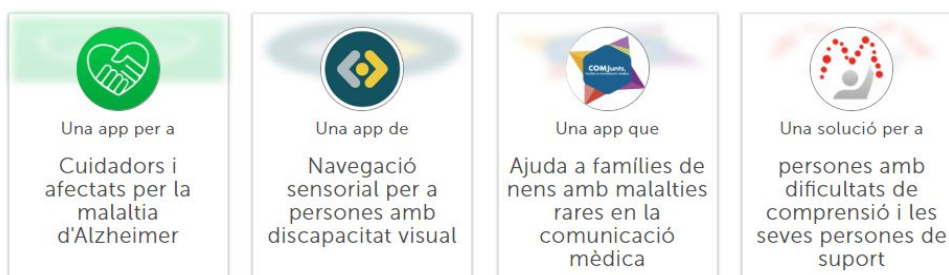 Una app per a
Cuidadors i
afectats per la
malaltia
d'Alzheimer
Una app de
Navegació
sensorial per a
persones amb
discapacitat visual
COMJunts,
Una app que
Ajuda a famílies de
nens amb malalties
rares en la
comunicació
mèdica
Una solució per a
persones amb
dificultats de
comprensió i les
seves persones de
suport